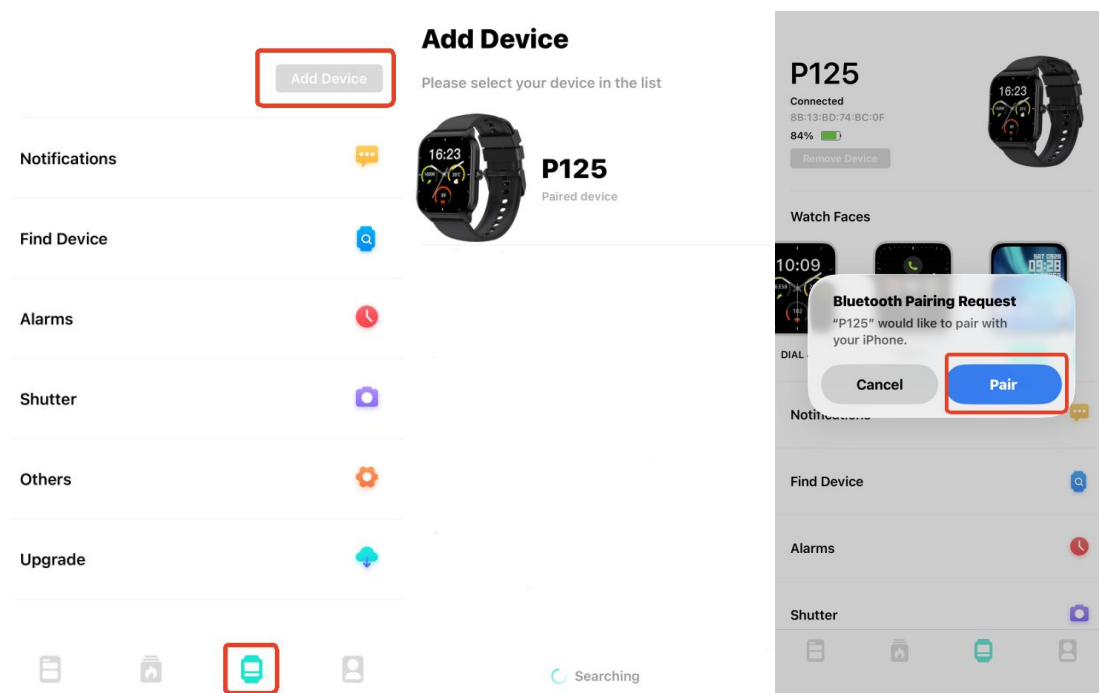 Add Device
Notifications
Find Device
Alarms
Shutter
Others
Upgrade
Add Device
Please select your device in the list
16:23
P125
Paired device
Searching
P125
Connected
8B:13:BD:74:BC:0F
84%
Remove Device
16:23
Watch Faces
10:09
09:28
Bluetooth Pairing Request
“P125” would like to pair with
your iPhone.
DIAL
Cancel
Pair
Notifications
Find Device
Alarms
Shutter